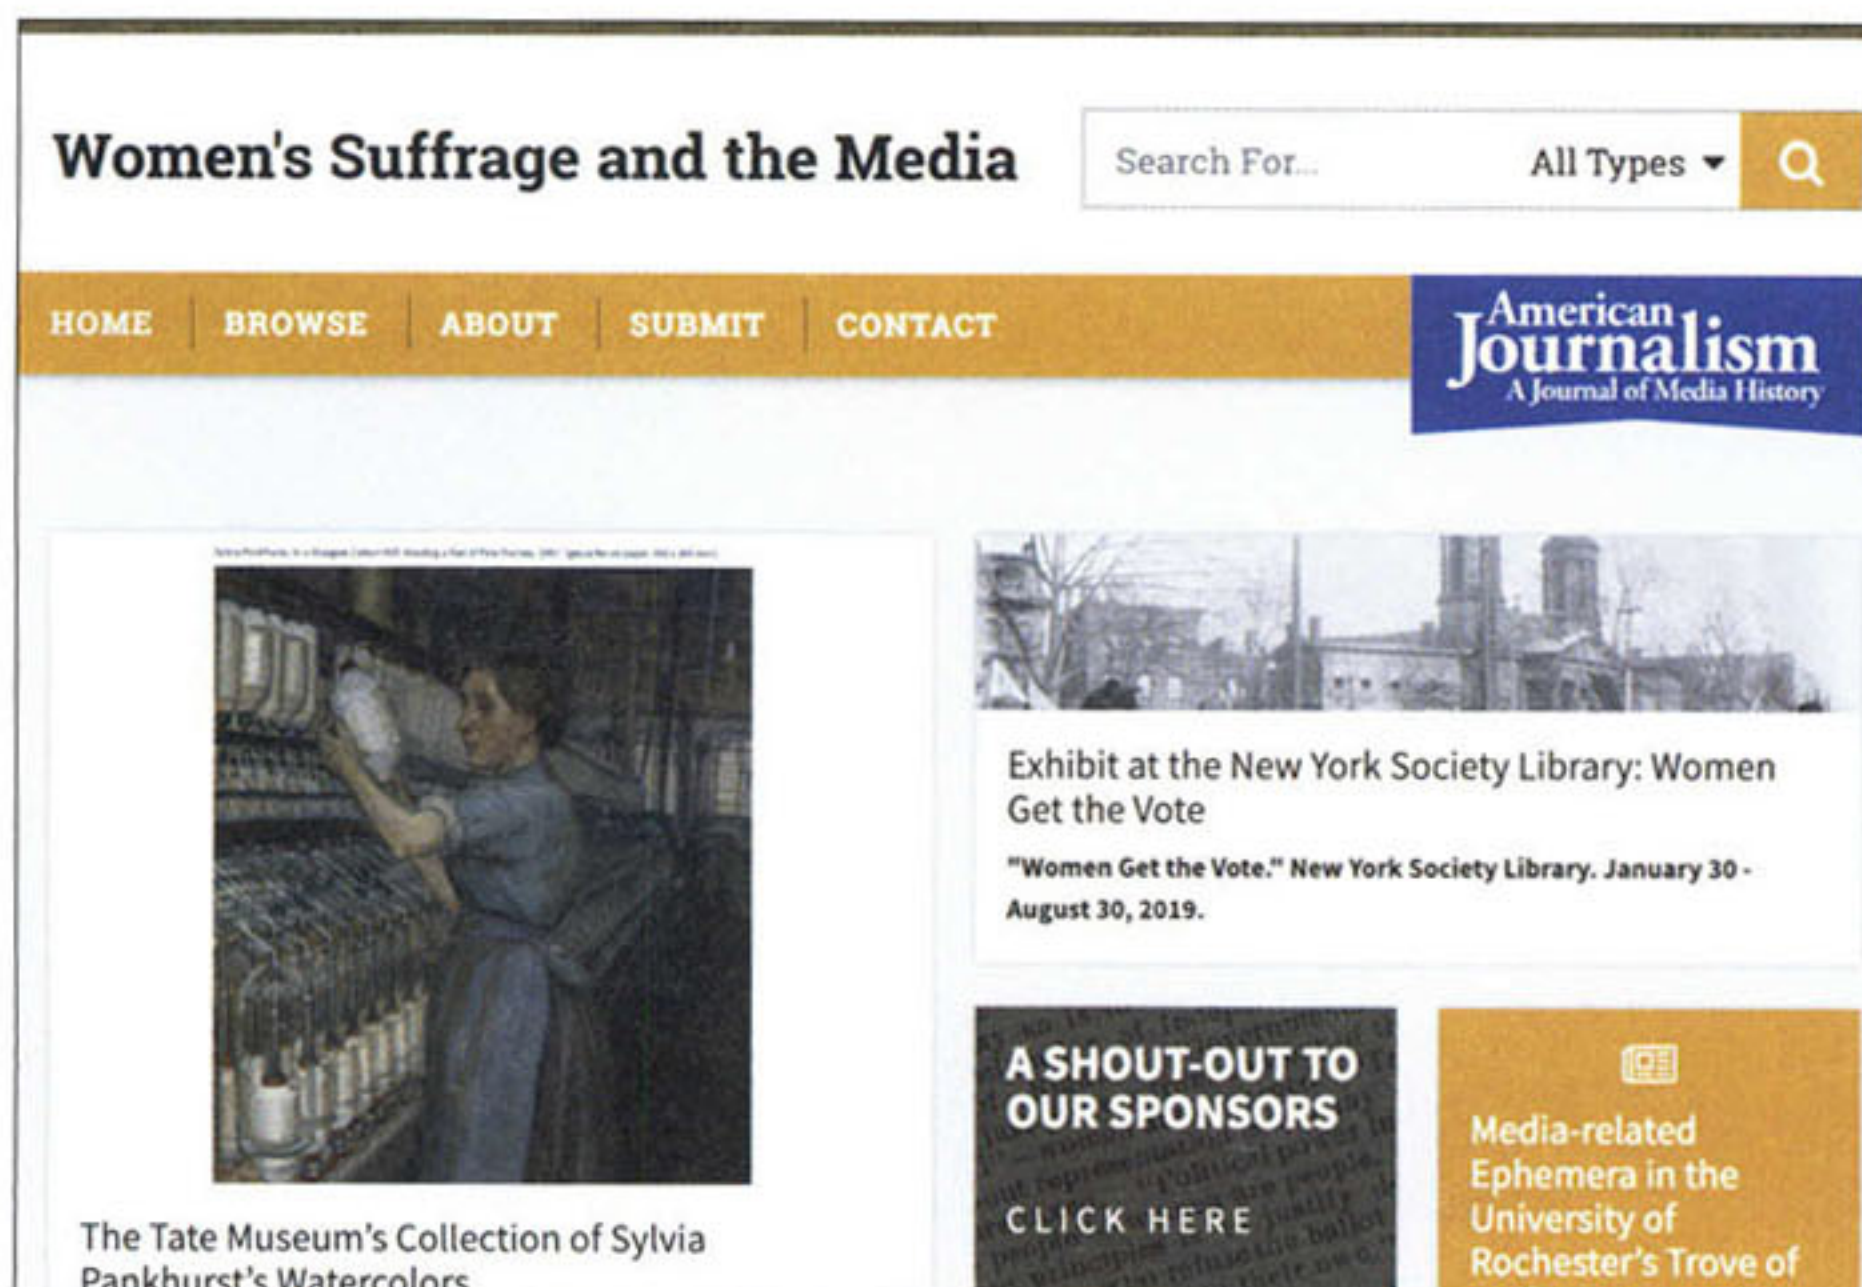 Women's Suffrage and the Media
Search For...
All Types
HOME
BROWSE
ABOUT
SUBMIT
CONTACT
American
Journalism
A Journal of Media History
The Tate Museum's Collection of Sylvia
Pankhurst's Watercolors
Exhibit at the New York Society Library: Women
Get the Vote
"Women Get the Vote." New York Society Library. January 30 -
August 30, 2019.
A SHOUT-OUT TO
OUR SPONSORS
CLICK HERE
Media-related
Ephemera in the
University of
Rochester's Trove of